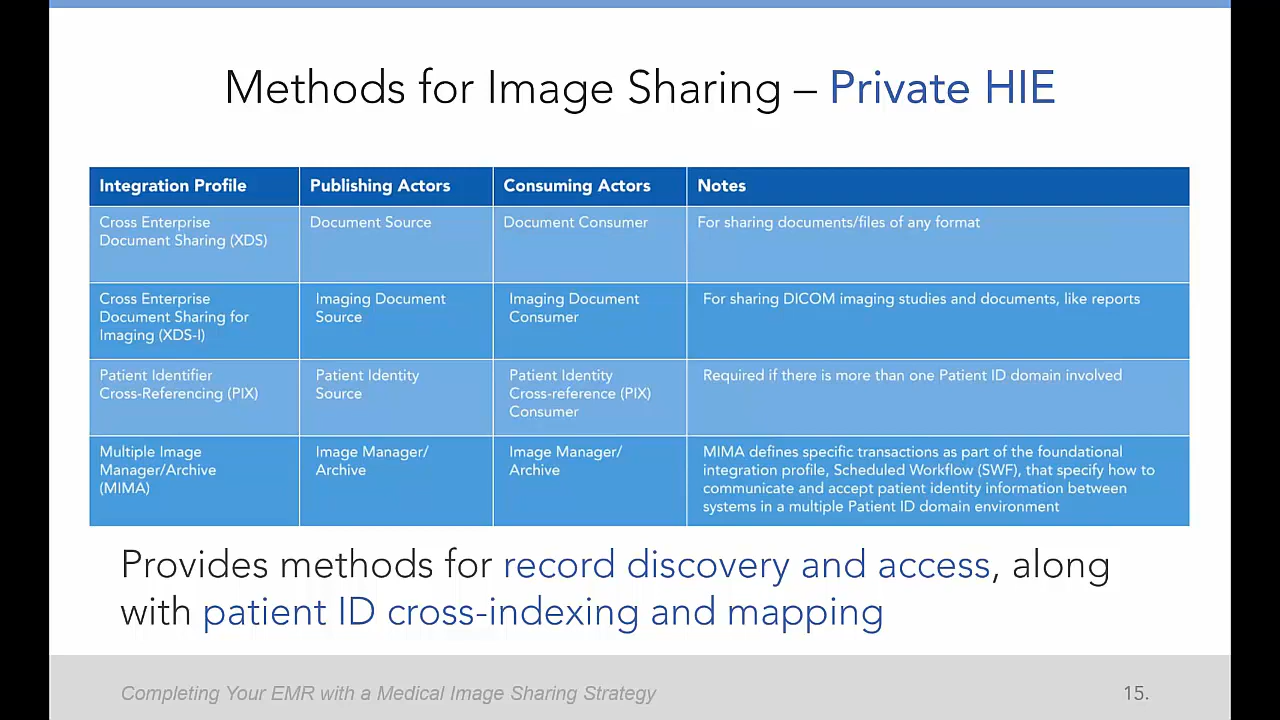 Methods for Image Sharing – Private HIE
Integration Profile
Publishing Actors
Consuming Actors
Notes
Cross Enterprise
Document Sharing (XDS)
Document Source
Document Consumer
For sharing documents/files of any format
Cross Enterprise
Document Sharing for
Imaging (XDS-I)
Imaging Document
Source
Imaging Document
Consumer
For sharing DICOM imaging studies and documents, like reports
Patient Identifier
Cross-Referencing (PIX)
Patient Identity
Source
Patient Identity
Cross-reference (PIX)
Consumer
Required if there is more than one Patient ID domain involved
Multiple Image
Manager/Archive
(MIMA)
Image Manager/
Archive
Image Manager/
Archive
MIMA defines specific transactions as part of the foundational
integration profile, Scheduled Workflow (SWF), that specify how to
communicate and accept patient identity information between
systems in a multiple Patient ID domain environment
Provides methods for record discovery and access, along
with patient ID cross-indexing and mapping
Completing Your EMR with a Medical Image Sharing Strategy
15.